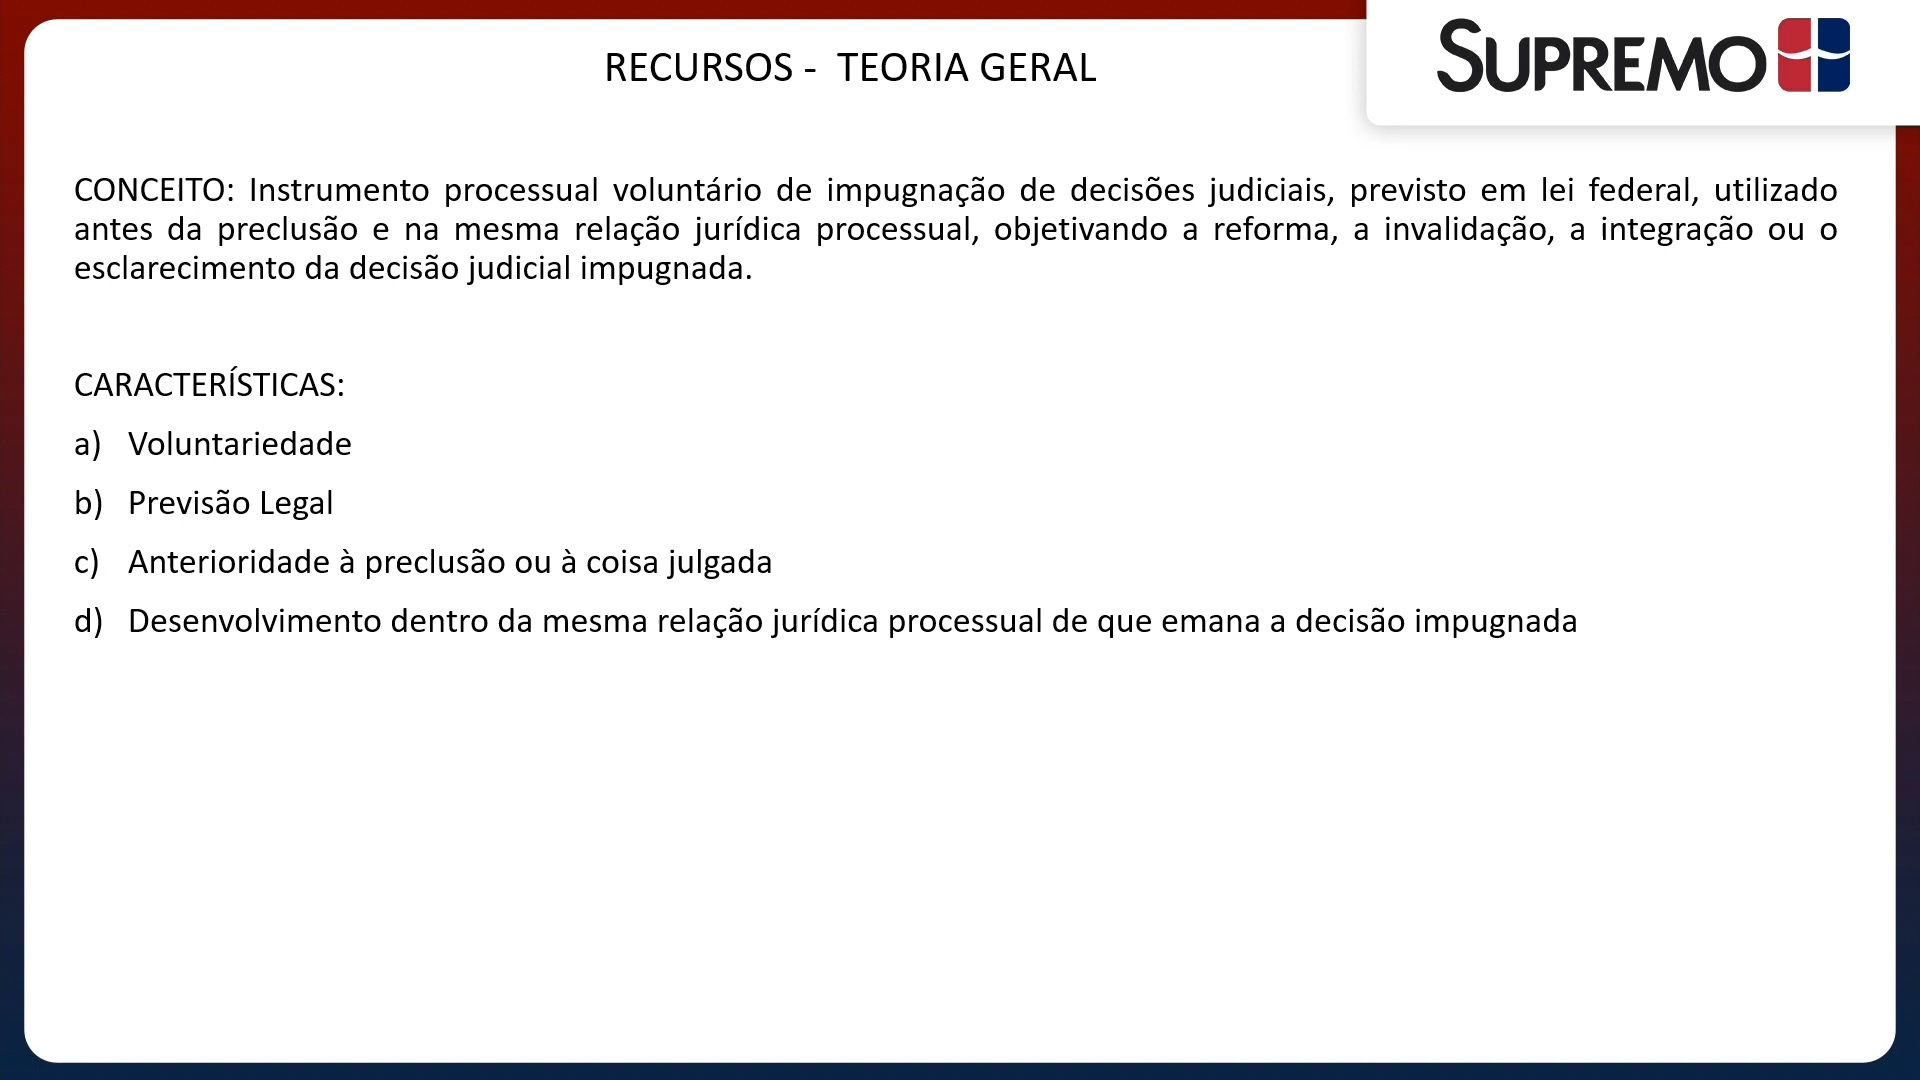 SUPREMO
RECURSOS - TEORIA GERAL
CONCEITO: Instrumento processual voluntário de impugnação de decisões judiciais, previsto em lei federal, utilizado
antes da preclusão e na mesma relação jurídica processual, objetivando a reforma, a invalidação, a integração ou o
esclarecimento da decisão judicial impugnada.
CARACTERÍSTICAS:
a) Voluntariedade
b) Previsão Legal
c) Anterioridade à preclusão ou à coisa julgada
d) Desenvolvimento dentro da mesma relação jurídica processual de que emana a decisão impugnada